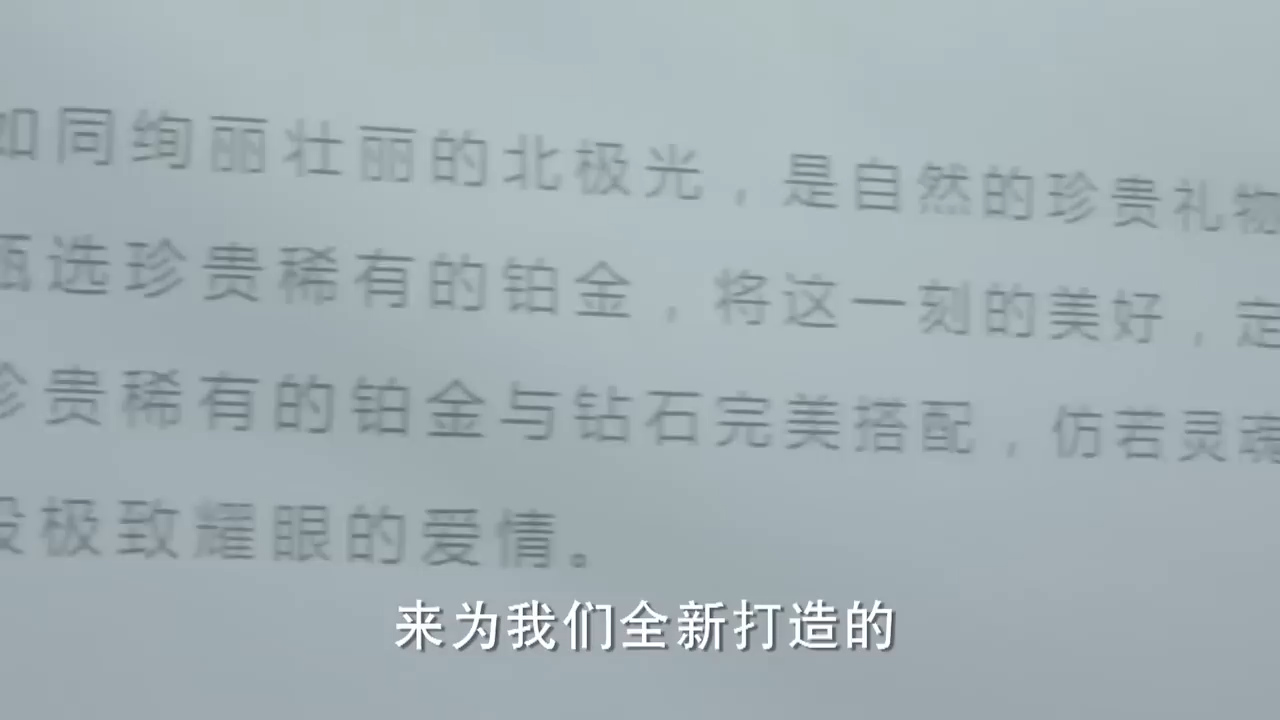 如同绚丽壮丽的北极光，是自然的珍贵礼物
甄选珍贵稀有的铂金，将这一刻的美好，定
珍贵稀有的铂金与钻石完美搭配，仿若灵魂
段极致耀眼的爱情。
来为我们全新打造的